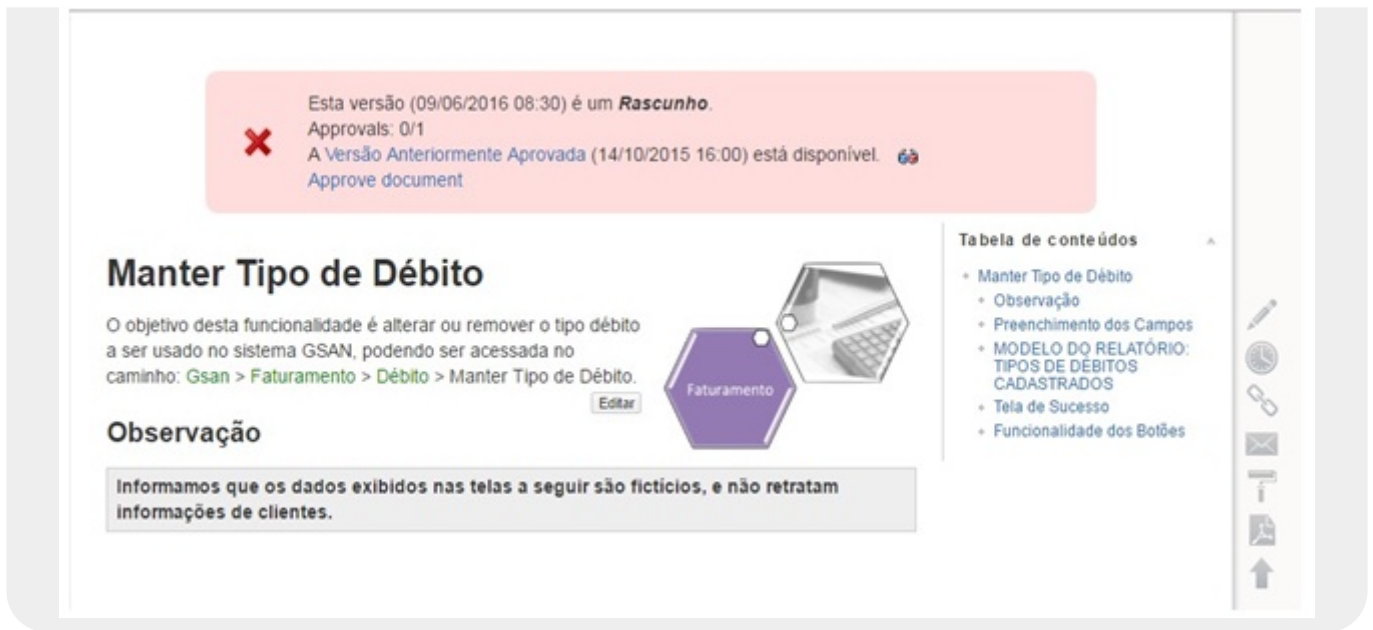 Esta versão (09/06/2016 08:30) é um Rascunho.
Approvals: 0/1
A Versão Anteriormente Aprovada (14/10/2015 16:00) está disponível.
Approve document
Manter Tipo de Débito
O objetivo desta funcionalidade é alterar ou remover o tipo débito
a ser usado no sistema GSAN, podendo ser acessada no
caminho: Gsan > Faturamento > Débito > Manter Tipo de Débito.
Editar
Faturamento
Observação
Informamos que os dados exibidos nas telas a seguir são fictícios, e não retratam
informações de clientes.
Tabela de conteúdos
Manter Tipo de Débito
Observação
Preenchimento dos Campos
MODELO DO RELATÓRIO:
TIPOS DE DÉBITOS
CADASTRADOS
Tela de Sucesso
Funcionalidade dos Botões